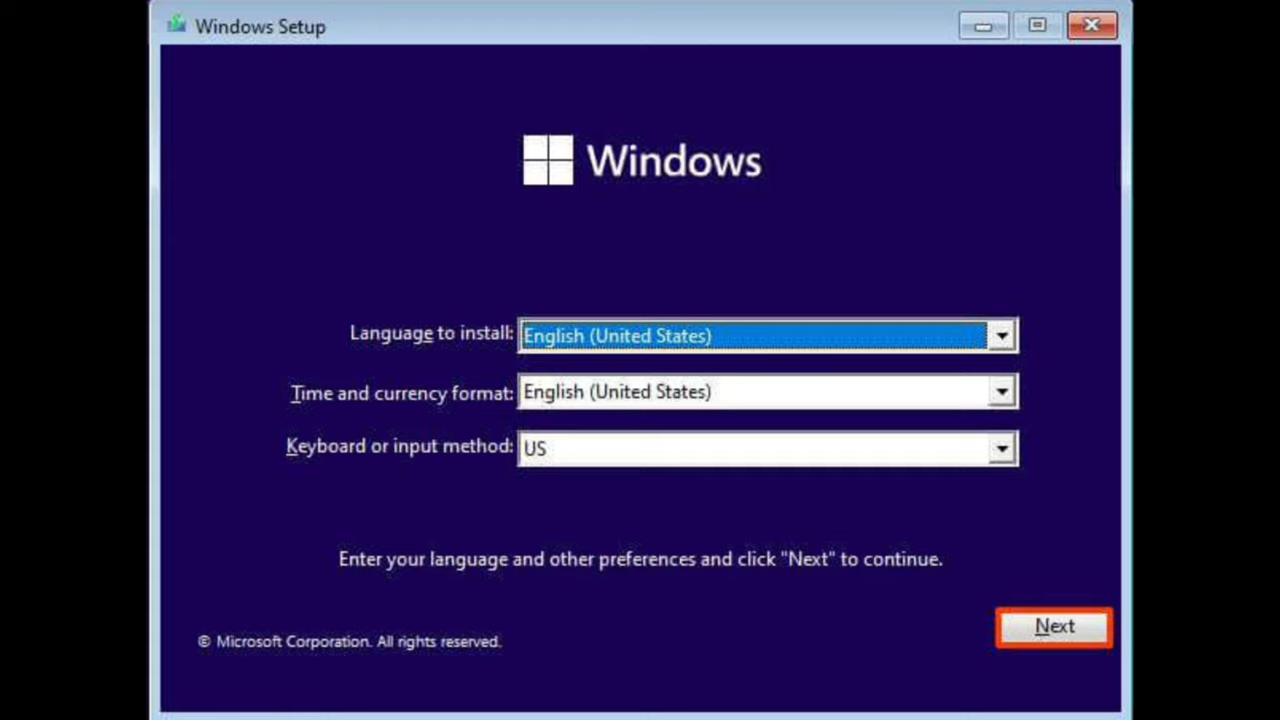 Windows Setup
Windows
Language to install: English (United States)
Time and currency format: English (United States)
Keyboard or input method: US
Enter your language and other preferences and click "Next" to continue.
Next
© Microsoft Corporation. All rights reserved.